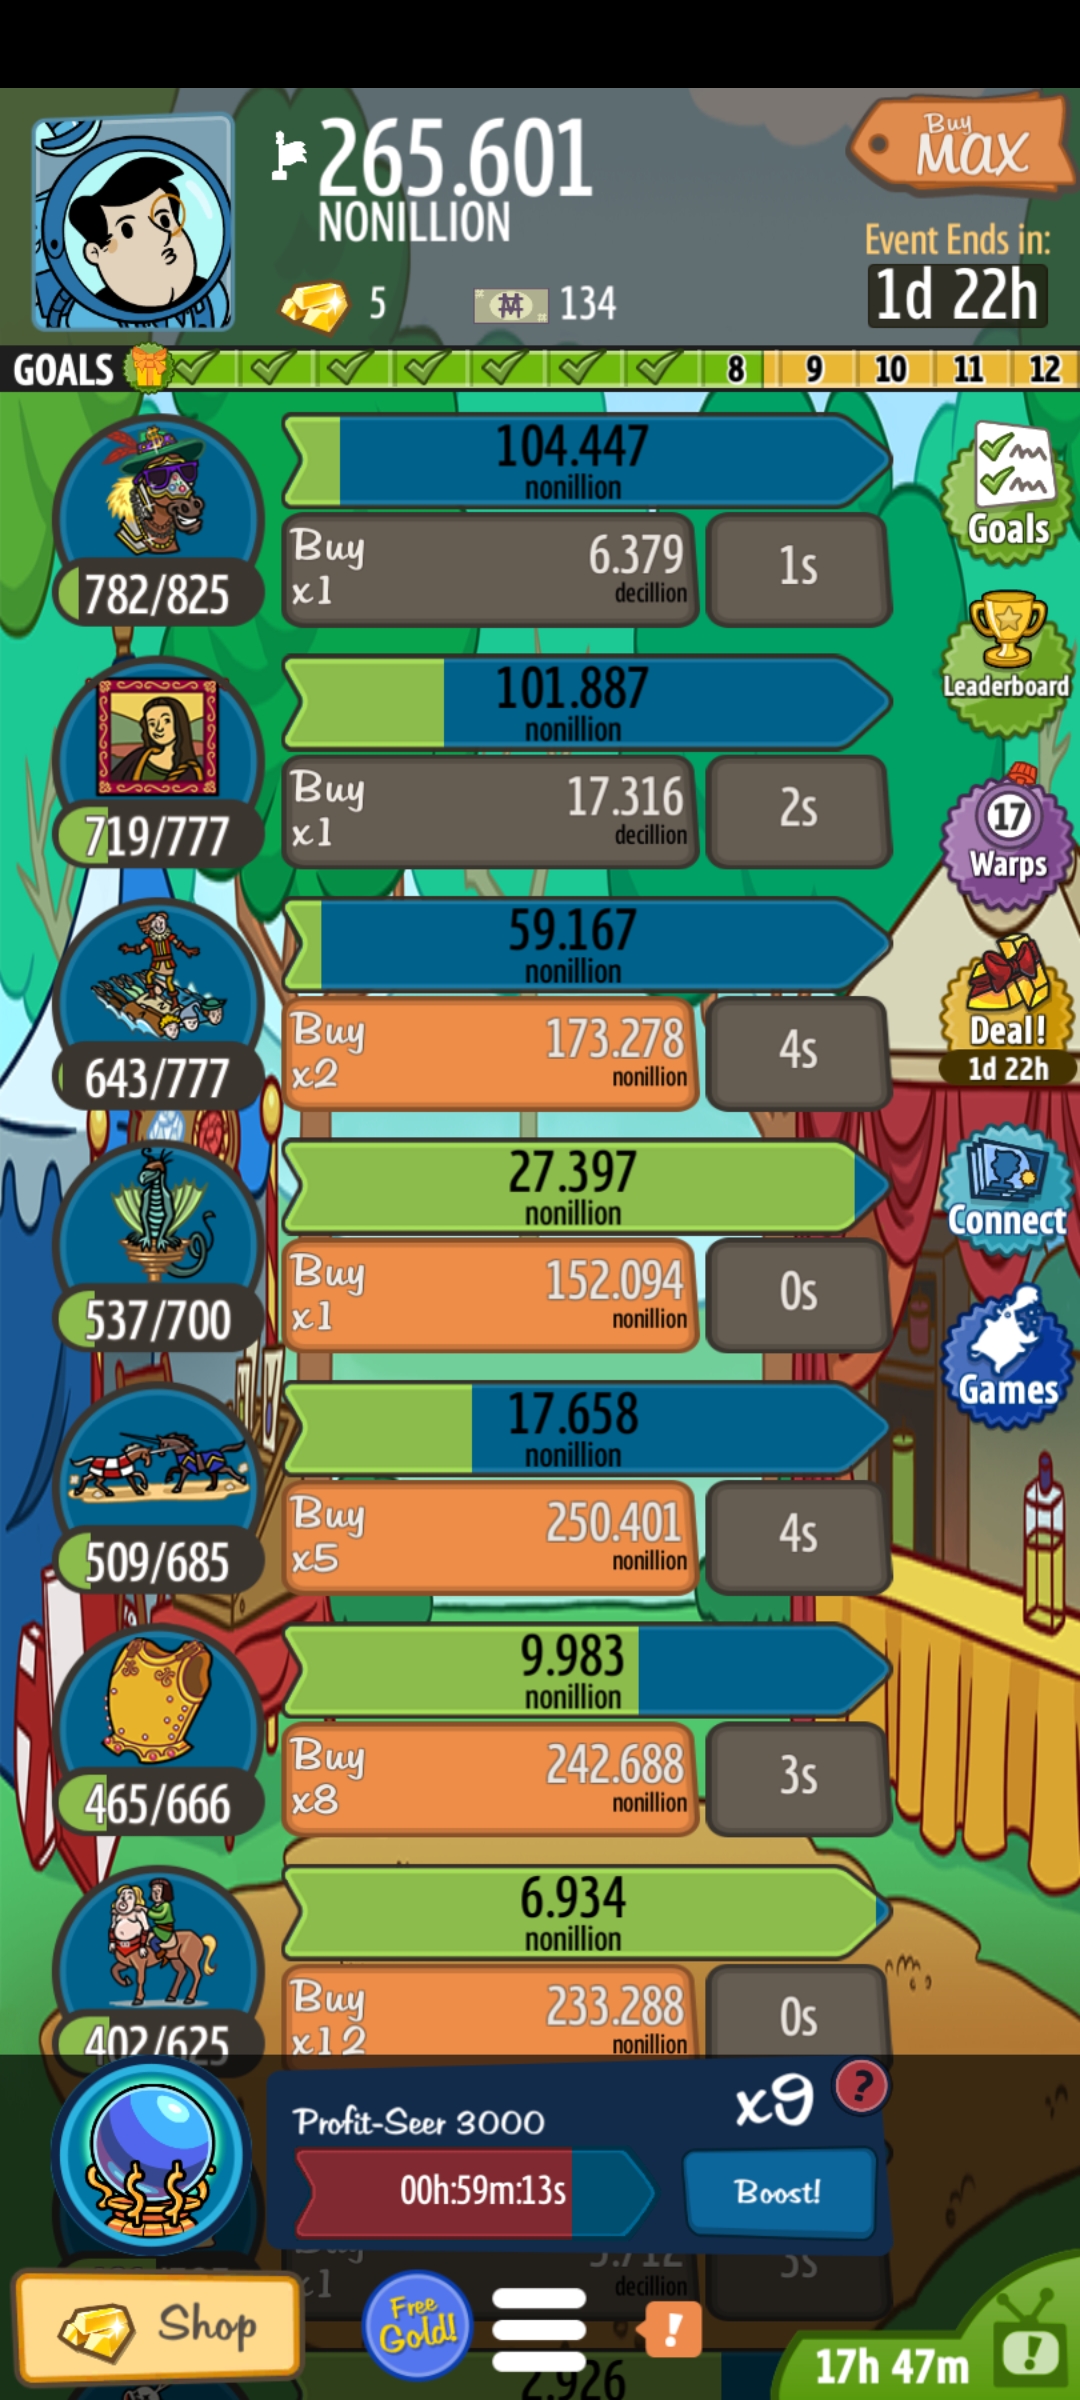 265.601
NONILLION
Buy
MAX
Event Ends in:
1d 22h
5
134
GOALS
8 9 10 11 12
104.447
nonillion
782/825
Buy
x1
6.379
decillion
1s
Goals
Leaderboard
101.887
nonillion
719/777
Buy
x1
17.316
decillion
2s
17
Warps
59.167
nonillion
643/777
Buy
x2
173.278
nonillion
4s
Deal!
1d 22h
27.397
nonillion
537/700
Buy
x1
152.094
nonillion
0s
Connect
Games
17.658
nonillion
509/685
Buy
x5
250.401
nonillion
4s
9.983
nonillion
465/666
Buy
x8
242.688
nonillion
3s
6.934
nonillion
402/625
Buy
x12
233.288
nonillion
0s
Profit-Seer 3000
x9
?
00h:59m:13s
Boost!
Buy
x1
decillion
Shop
Free
Gold!
!
2.926
17h 47m
!